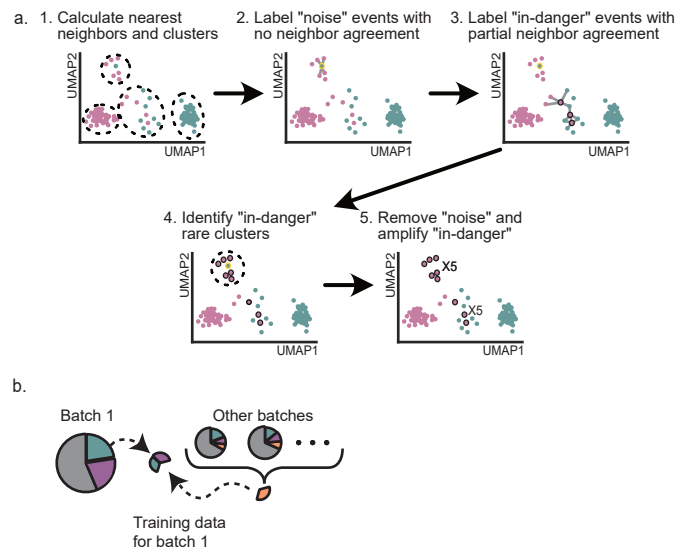 a.
1. Calculate nearest
neighbors and clusters
UMAP2
UMAP1
2. Label "noise" events with
no neighbor agreement
UMAP2
UMAP1
3. Label "in-danger" events with
partial neighbor agreement
UMAP2
UMAP1
4. Identify "in-danger"
rare clusters
UMAP2
UMAP1
5. Remove "noise" and
amplify "in-danger"
UMAP2
X5
X5
UMAP1
b.
Batch 1
Other batches
Training data
for batch 1